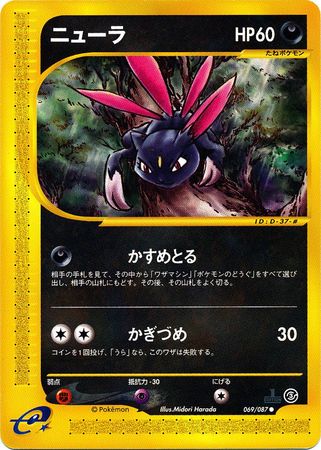 ニューラ
HP60
たねポケモン
ID:D-37-#
かすめとる
相手の手札を見て、その中から「ワザマシン」「ポケモンのどうぐ」をすべて選び
出し、相手の山札にもどす。その後、その山札をよく切る。
かぎづめ
30
コインを1回投げ、「うら」なら、このワザは失敗。
弱点
抵抗力 -30
にげる
1
EDITION
©Pokémon
Illus.Midori Harada
069/087
e